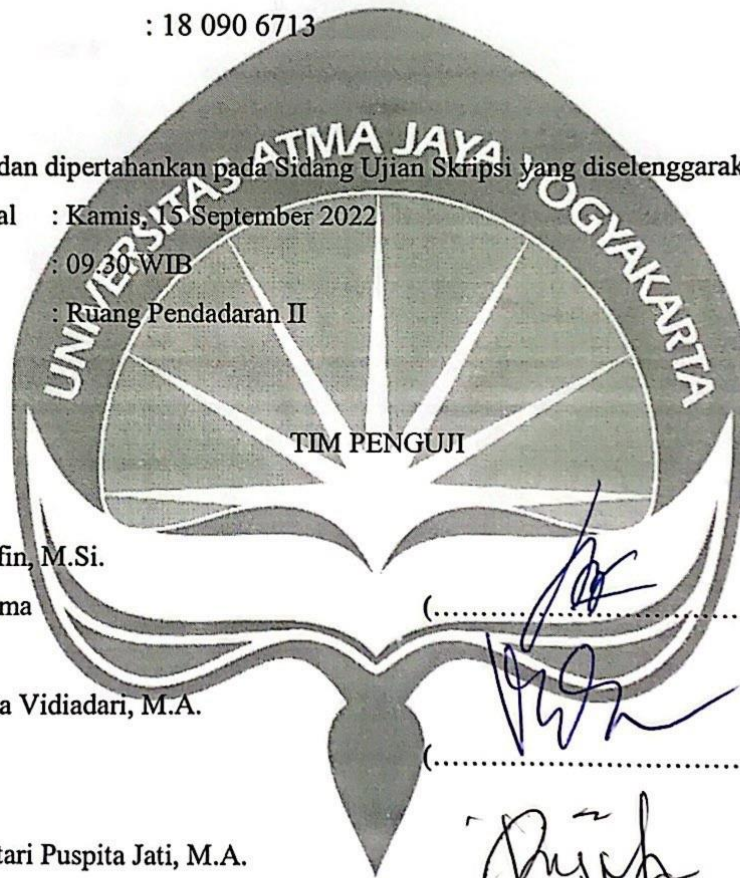 : 18 090 6713
UNIVERSITAS ATMA JAYA YOGYAKARTA
dan dipertahankan pada Sidang Ujian Skripsi yang diselenggarak
al : Kamis, 15 September 2022
: 09.30 WIB
: Ruang Pendadaran II
TIM PENGUJI
fin, M.Si.
ma (..............................
a Vidiadari, M.A.
(..............................
tari Puspita Jati, M.A.